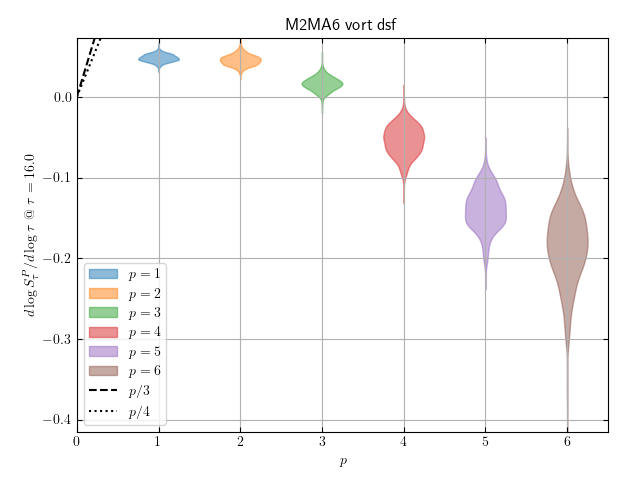 M2MA6 vort dsf
d log S_τ^P / d log τ @ τ = 16.0
0.0
−0.1
−0.2
−0.3
−0.4
p = 1
p = 2
p = 3
p = 4
p = 5
p = 6
p/3
p/4
0 1 2 3 4 5 6
p